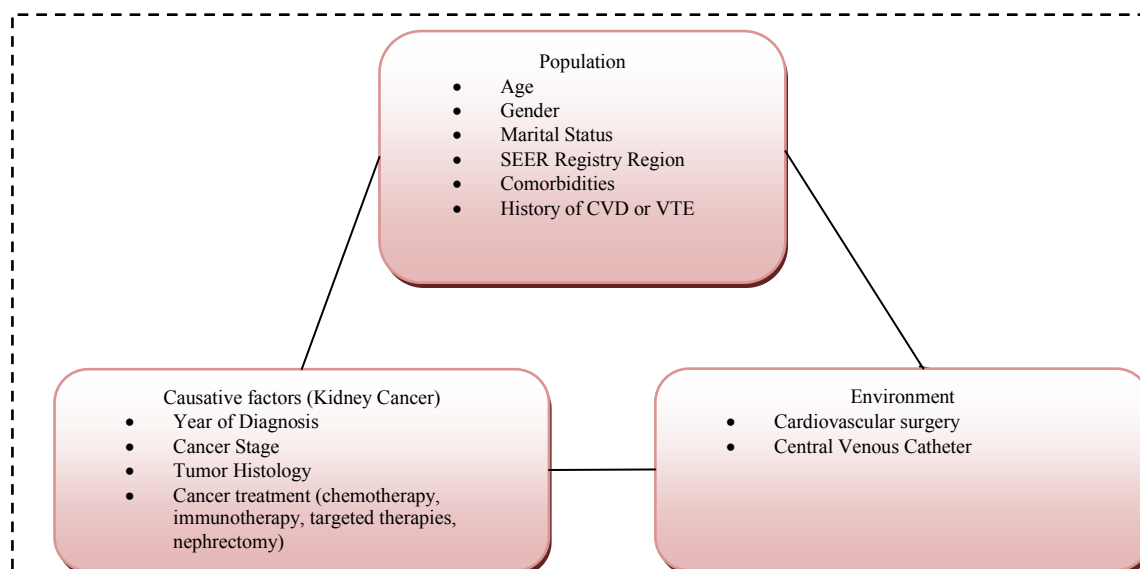 Population
• Age
• Gender
• Marital Status
• SEER Registry Region
• Comorbidities
• History of CVD or VTE
Causative factors (Kidney Cancer)
• Year of Diagnosis
• Cancer Stage
• Tumor Histology
• Cancer treatment (chemotherapy,
immunotherapy, targeted therapies,
nephrectomy)
Environment
• Cardiovascular surgery
• Central Venous Catheter